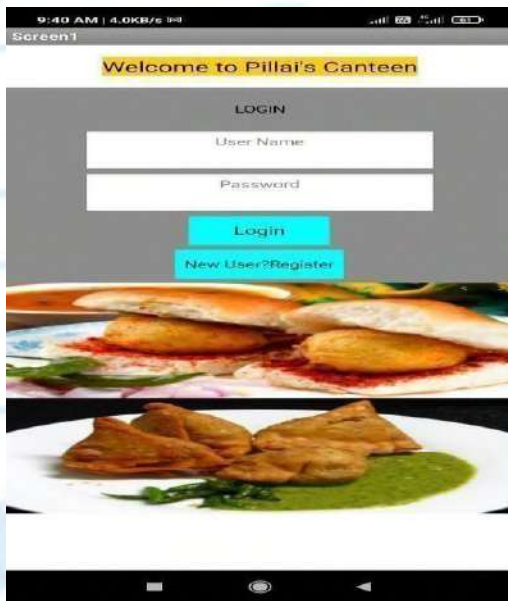 9:40 AM | 4.0KB/s
Screen1
Welcome to Pillai's Canteen
LOGIN
User Name
Password
Login
New User?Register